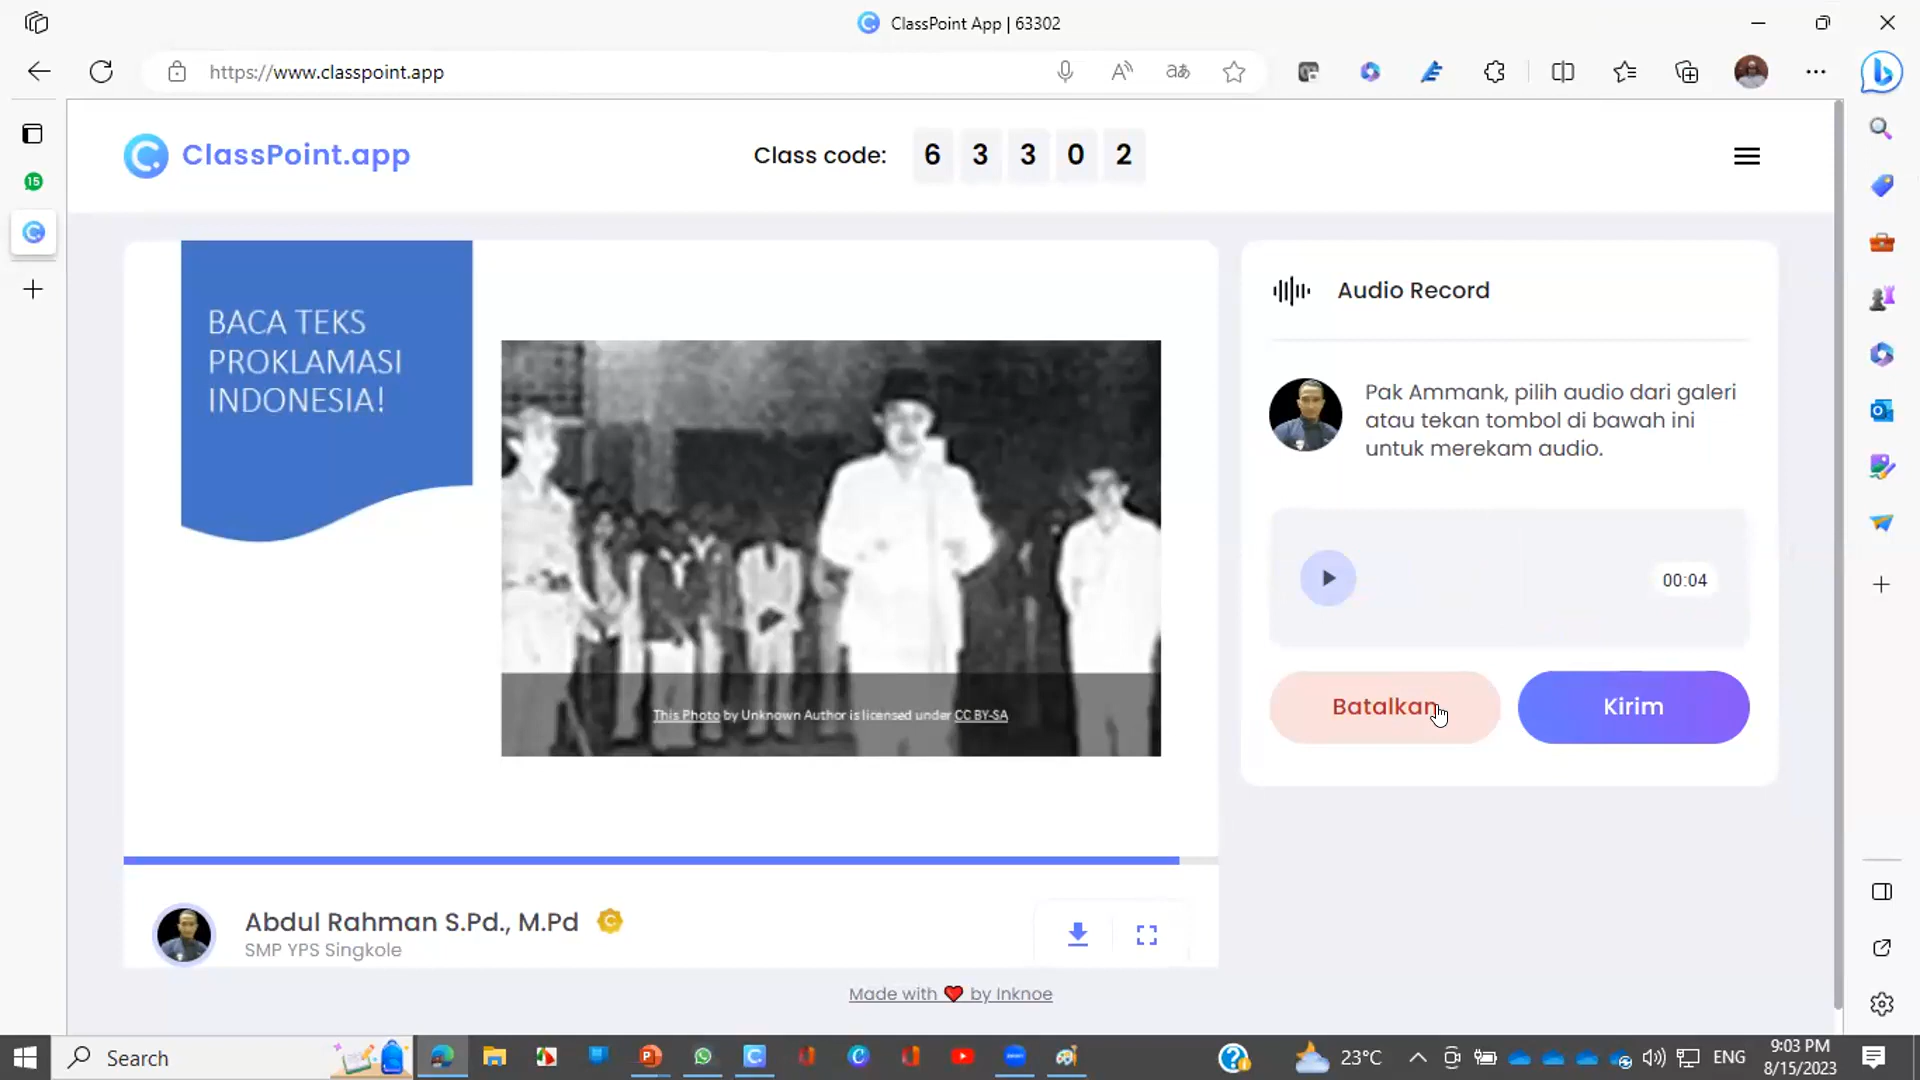 ClassPoint App | 63302
https://www.classpoint.app
ClassPoint.app
Class code: 6 3 3 0 2
15
BACA TEKS
PROKLAMASI
INDONESIA!
This Photo by Unknown Author is licensed under CC BY-SA
Audio Record
Pak Ammank, pilih audio dari galeri
atau tekan tombol di bawah ini
untuk merekam audio.
00:04
Batalkan
Kirim
Abdul Rahman S.Pd., M.Pd
SMP YPS Singkole
Made with ❤ by Inknoe
Search
23°C
ENG
9:03 PM
8/15/2023